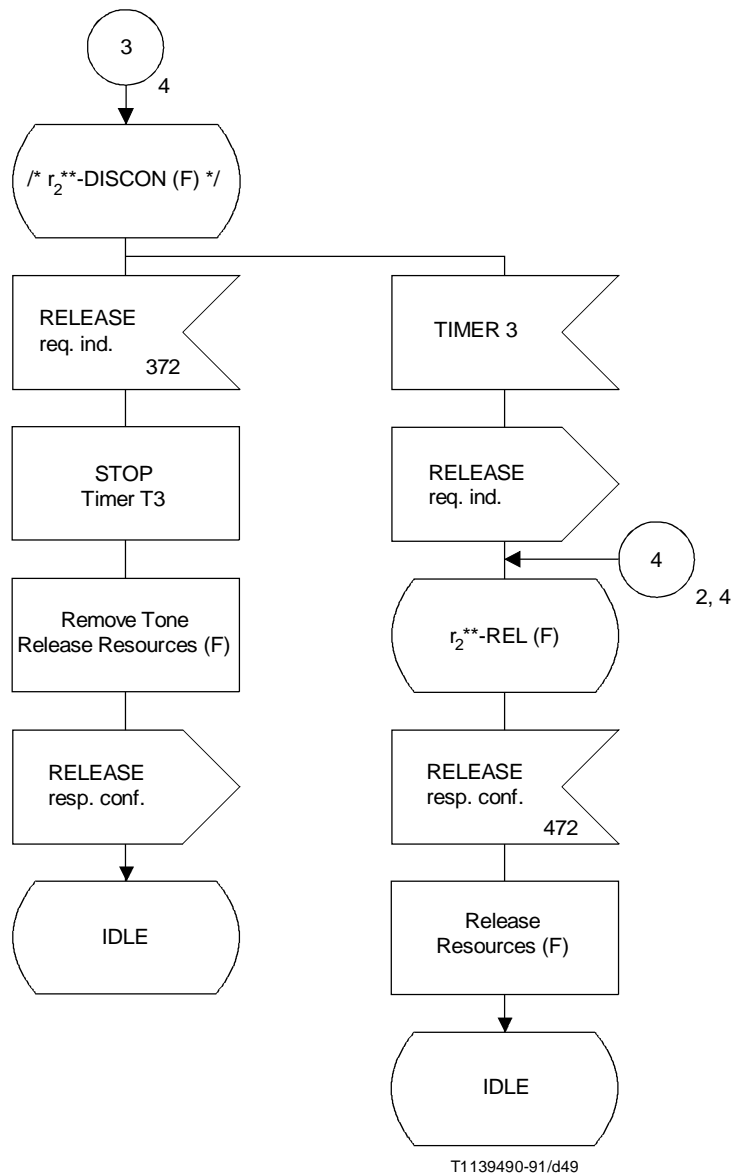 3
4
/* r2**-DISCON (F) */
RELEASE
req. ind.
372
STOP
Timer T3
Remove Tone
Release Resources (F)
RELEASE
resp. conf.
IDLE
TIMER 3
RELEASE
req. ind.
4
2, 4
r2**-REL (F)
RELEASE
resp. conf.
472
Release
Resources (F)
IDLE
T1139490-91/d49